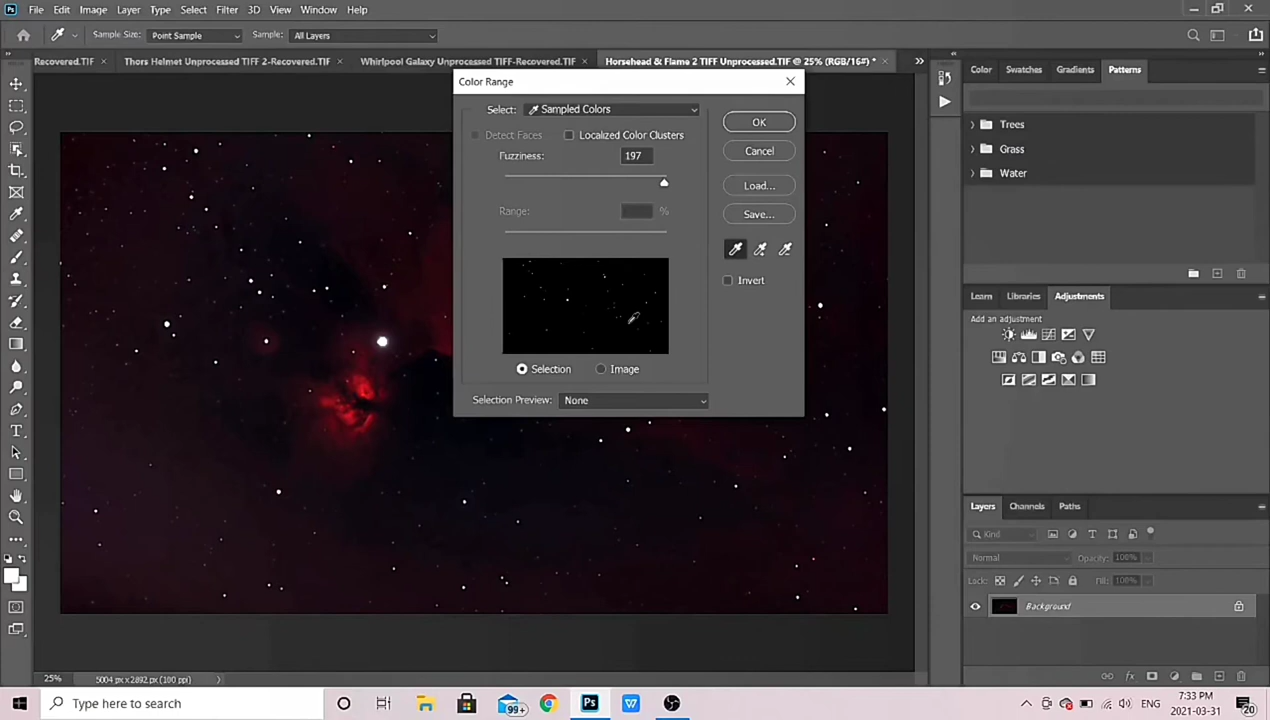 Ps File Edit Image Layer Type Select Filter 3D View Window Help
Sample Size: Point Sample Sample: All Layers
Recovered.TIF × Thors Helmet Unprocessed TIFF 2-Recovered.TIF × Whirlpool Galaxy Unprocessed TIFF-Recovered.TIF × Horsehead & Flame 2 TIFF Unprocessed.TIF @ 25% (RGB/16#) * ×
Color Swatches Gradients Patterns
Color Range
Select: Sampled Colors
OK
Detect Faces Localized Color Clusters
Trees
Cancel
Grass
Fuzziness: 197
Water
Load...
Range: %
Save...
Invert
Learn Libraries Adjustments
Add an adjustment
Selection Image
Selection Preview: None
Layers Channels Paths
Kind
Normal Opacity: 100%
Lock: Fill: 100%
Background
25% 5004 px x 2892 px (100 ppi)
Type here to search
99+
Ps
W
ENG
7:33 PM
2021-03-31
20